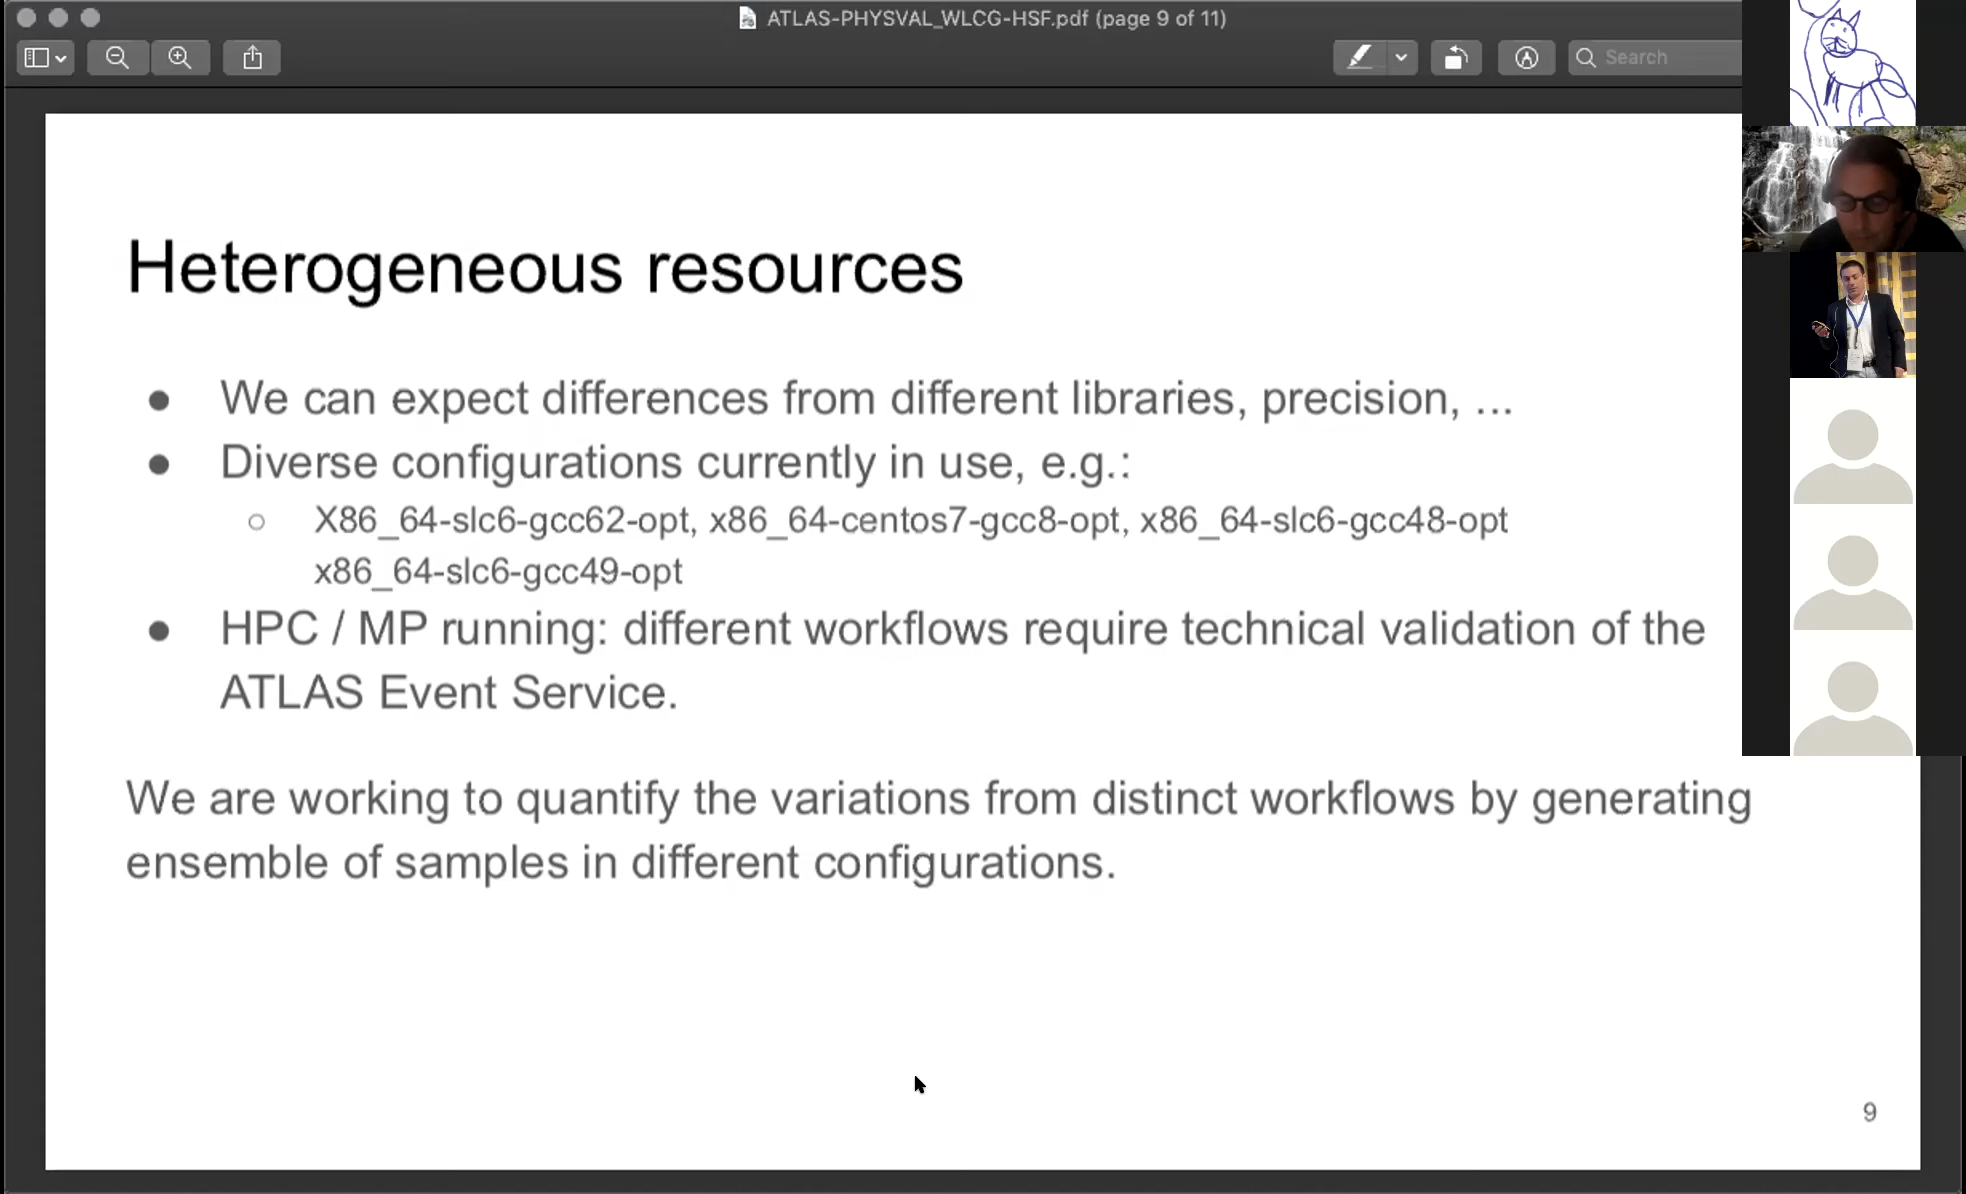 ATLAS-PHYSVAL_WLCG-HSF.pdf (page 9 of 11)
Search
Heterogeneous resources
● We can expect differences from different libraries, precision, ...
● Diverse configurations currently in use, e.g.:
○ X86_64-slc6-gcc62-opt, x86_64-centos7-gcc8-opt, x86_64-slc6-gcc48-opt
x86_64-slc6-gcc49-opt
● HPC / MP running: different workflows require technical validation of the
ATLAS Event Service.
We are working to quantify the variations from distinct workflows by generating
ensemble of samples in different configurations.
9